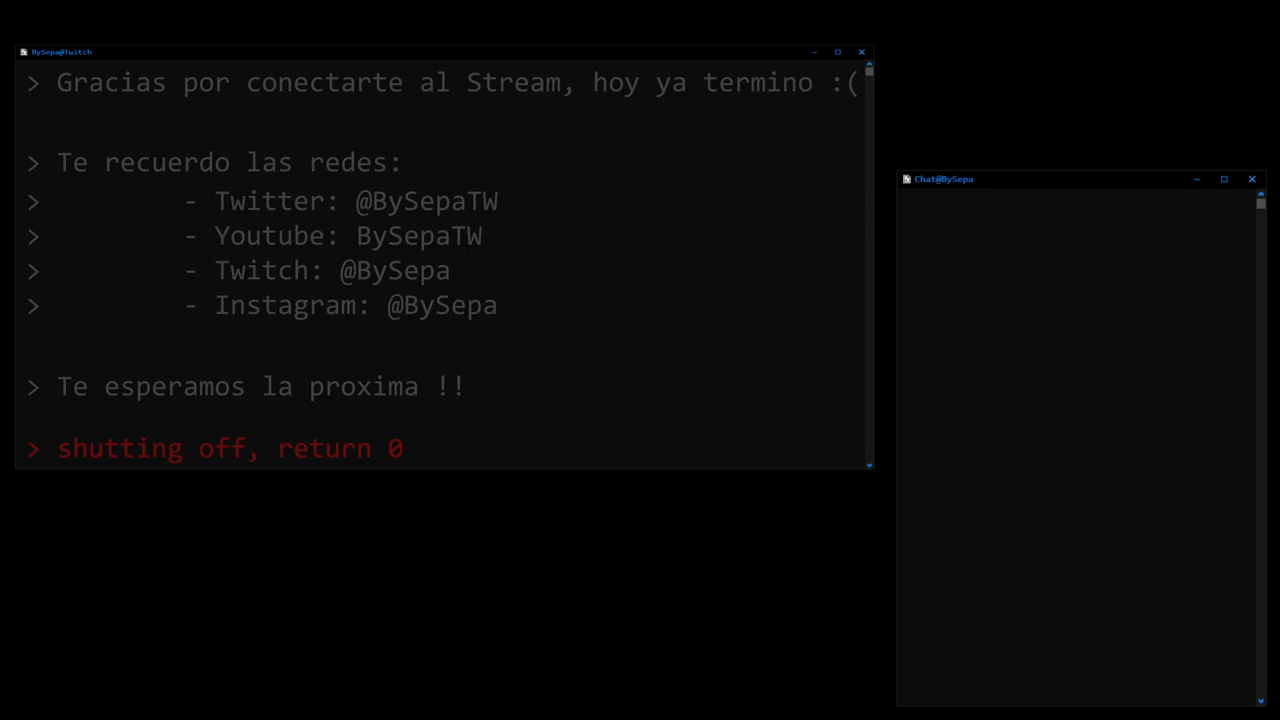 BySepa@Twitch
> Gracias por conectarte al Stream, hoy ya termino :(
> Te recuerdo las redes:
> - Twitter: @BySepaTW
> - Youtube: BySepaTW
> - Twitch: @BySepa
> - Instagram: @BySepa
> Te esperamos la proxima !!
> shutting off, return 0
Chat@BySepa